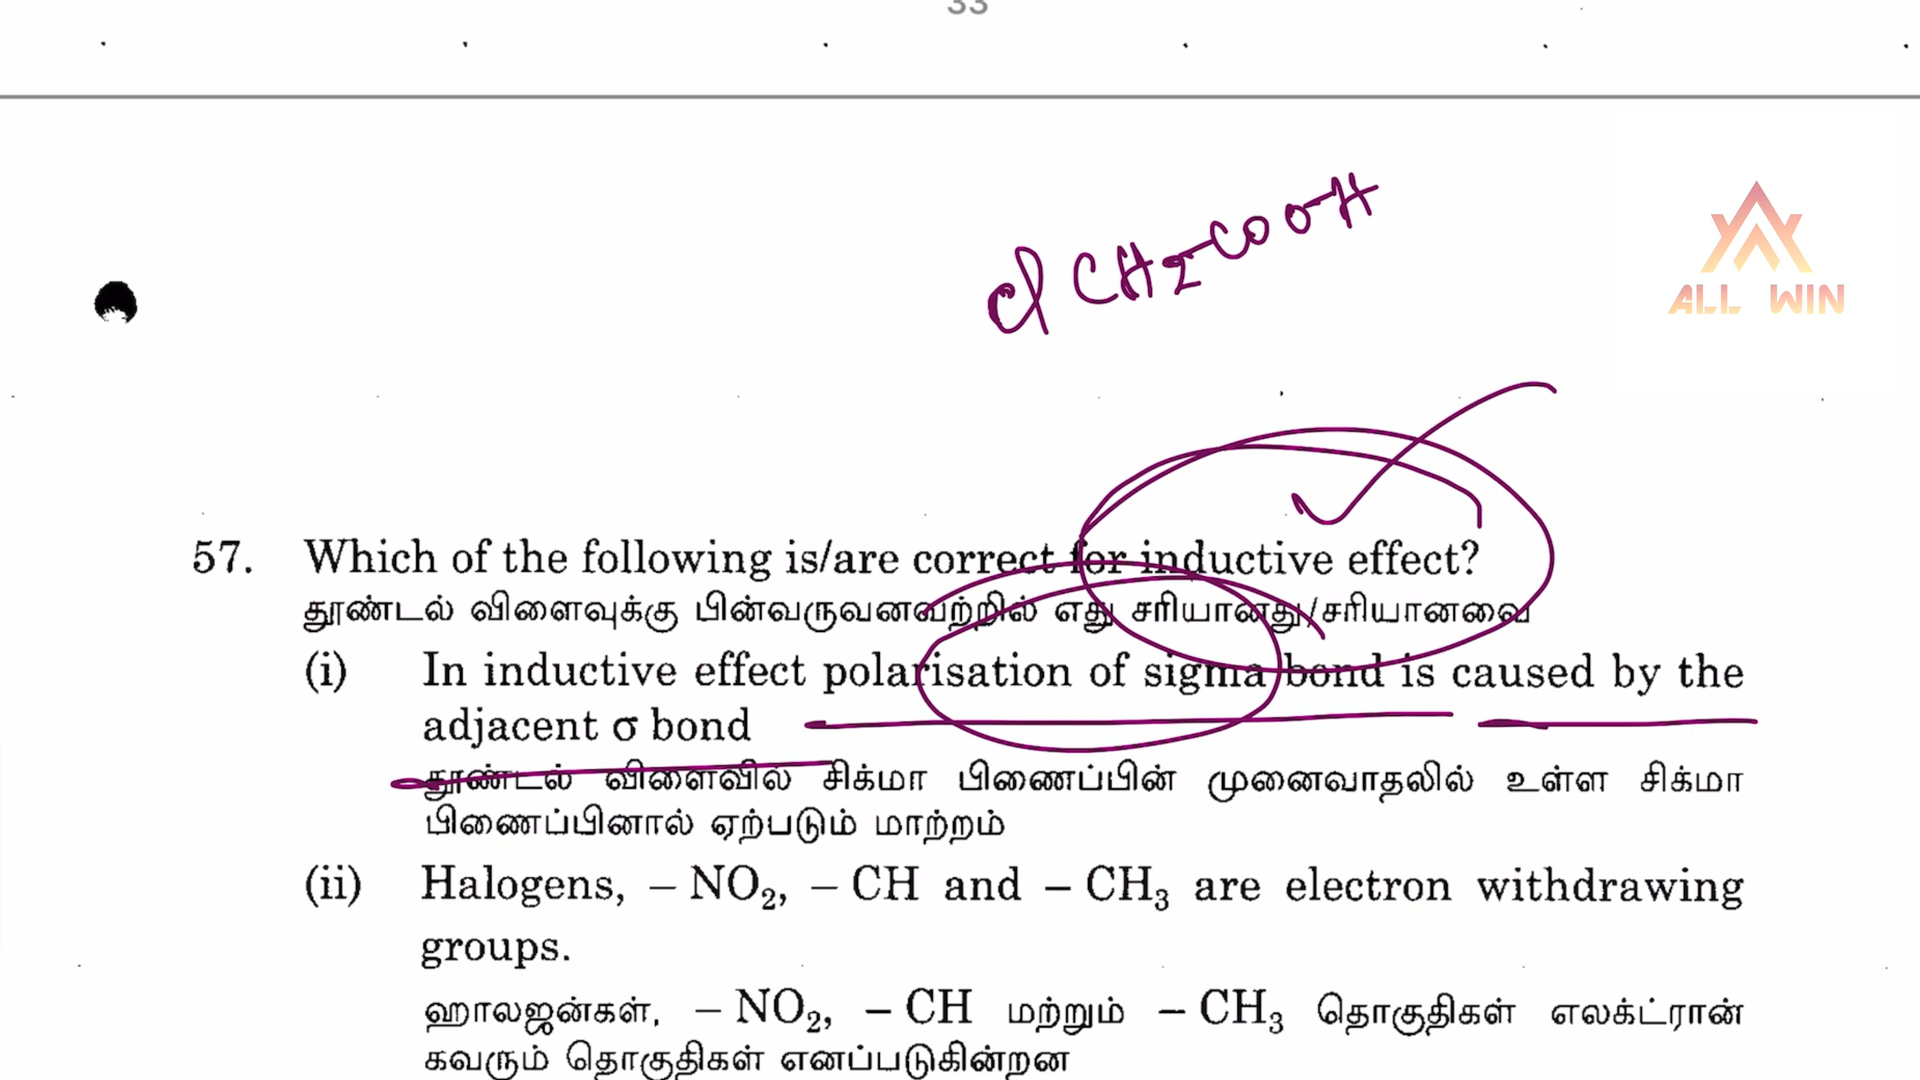 33
Cl CH2-COO-H
ALL WIN
57. Which of the following is/are correct for inductive effect?
தூண்டல் விளைவுக்கு பின்வருவனவற்றில் எது சரியானது/சரியானவை
(i) In inductive effect polarisation of sigma bond is caused by the
adjacent σ bond
தூண்டல் விளைவில் சிக்மா பிணைப்பின் முனைவாதலில் உள்ள சிக்மா
பிணைப்பினால் ஏற்படும் மாற்றம்
(ii) Halogens, – NO₂, – CH and – CH₃ are electron withdrawing
groups.
ஹாலஜன்கள், – NO₂, – CH மற்றும் – CH₃ தொகுதிகள் எலக்ட்ரான்
கவரும் தொகுதிகள் எனப்படுகின்றன